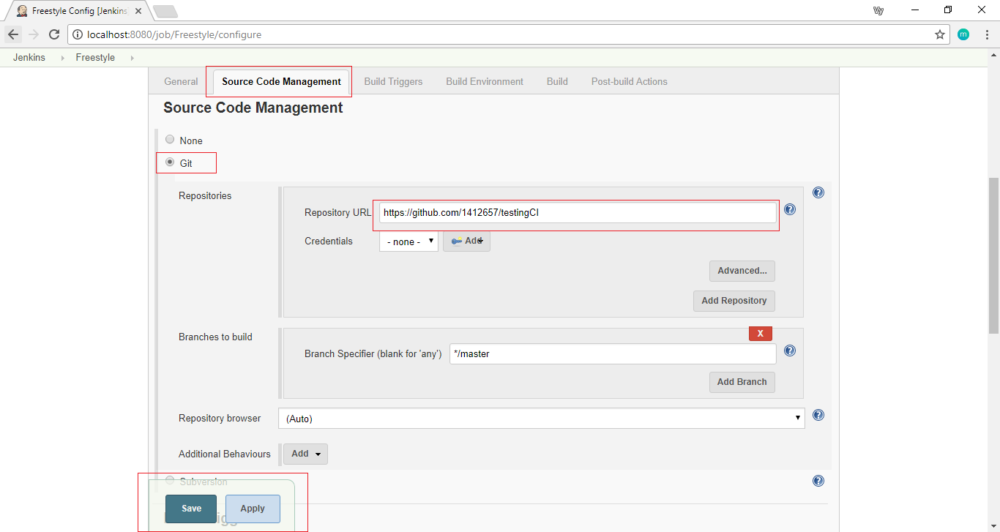 Freestyle Config [Jenkins
Vy
localhost:8080/job/Freestyle/configure
m
Jenkins Freestyle
General Source Code Management Build Triggers Build Environment Build Post-build Actions
Source Code Management
None
Git
Repositories
?
Repository URL https://github.com/1412657/testingCI ?
Credentials - none - Add
Advanced...
Add Repository
Branches to build
X
Branch Specifier (blank for 'any') */master ?
Add Branch
Repository browser (Auto) ?
Additional Behaviours Add
Subversion ?
Save Apply